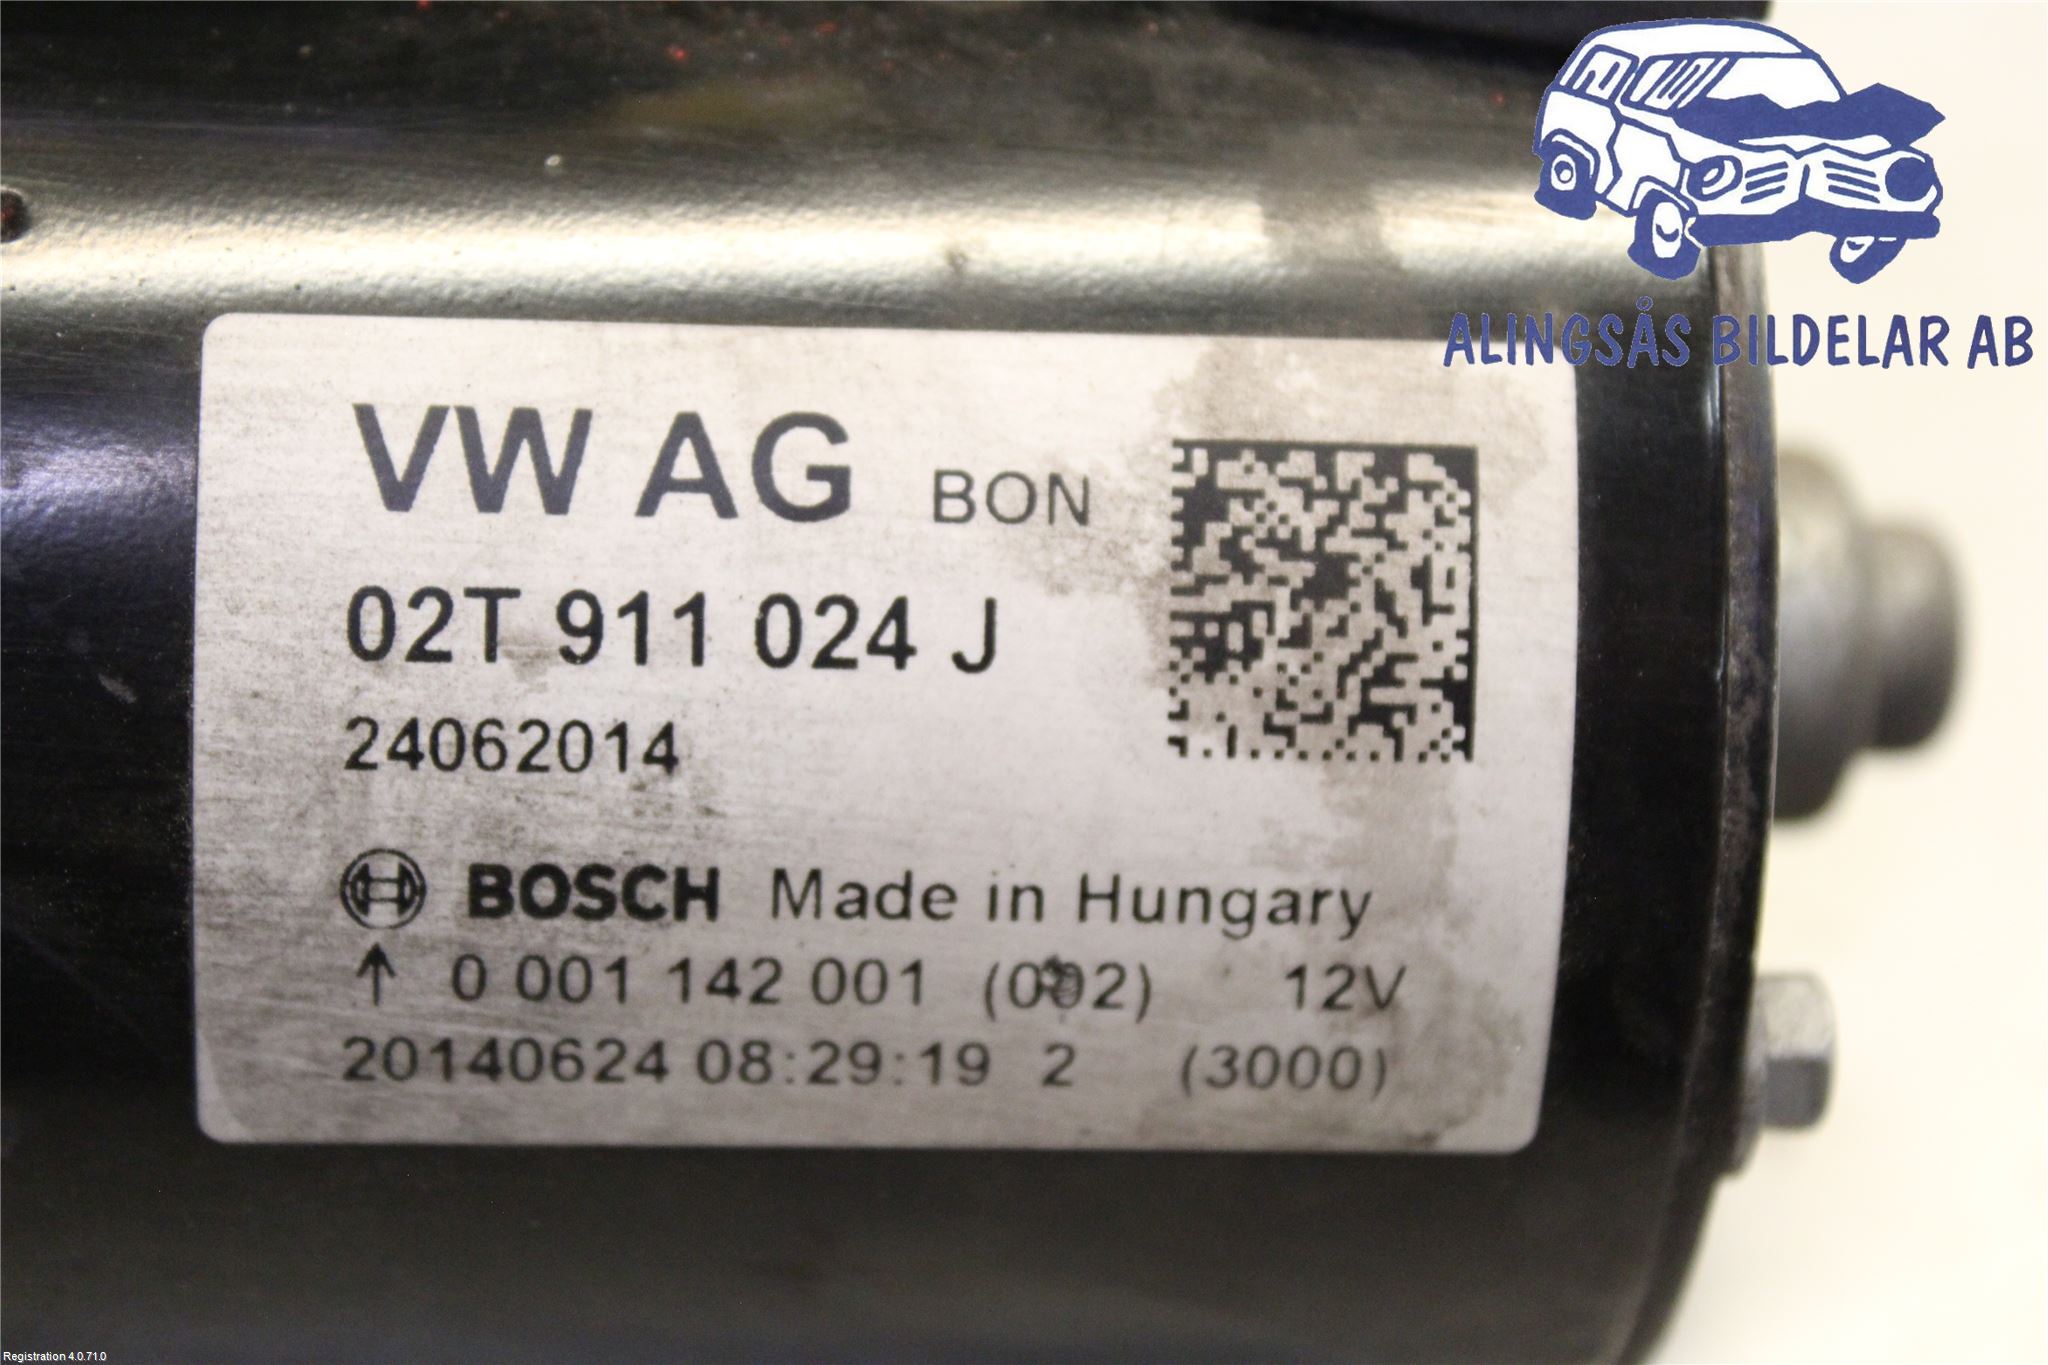 ALINGSÅS BILDELAR AB
VW AG BON
02T 911 024 J
24062014
BOSCH Made in Hungary
↑ 0 001 142 001 (002) 12V
20140624 08:29:19 2 (3000)
Registration 4.0.71.0